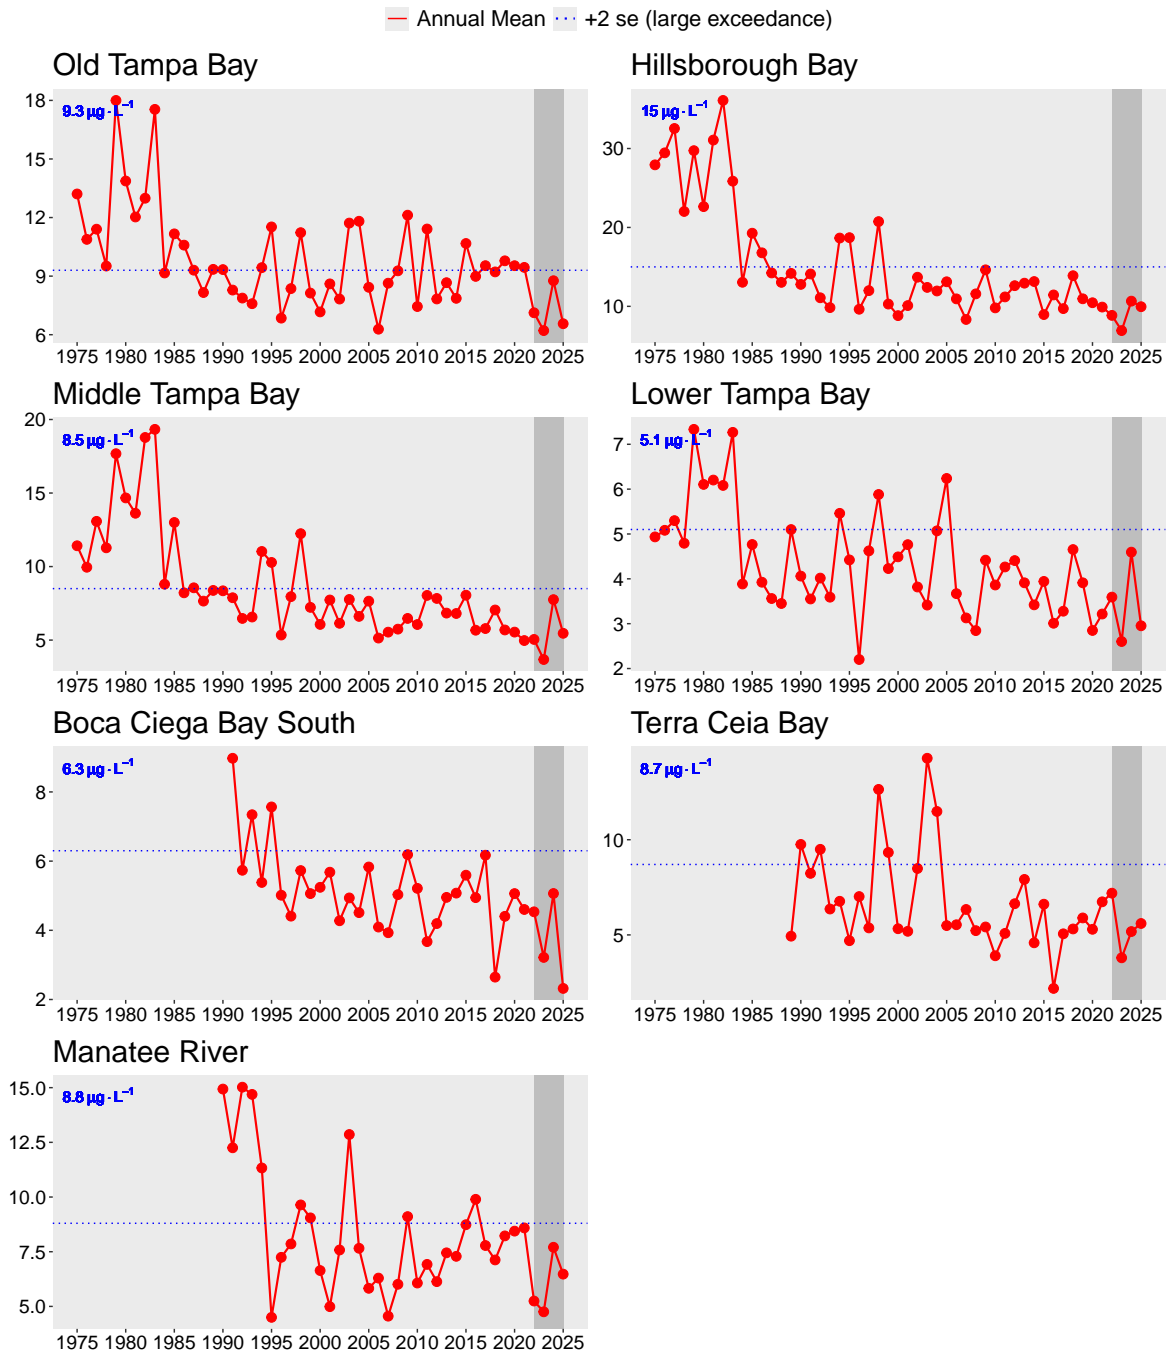 Annual Mean +2 se (large exceedance)
Old Tampa Bay
9.3 µg·L⁻¹
18
15
12
9
6
1975 1980 1985 1990 1995 2000 2005 2010 2015 2020 2025
Hillsborough Bay
15 µg·L⁻¹
30
20
10
1975 1980 1985 1990 1995 2000 2005 2010 2015 2020 2025
Middle Tampa Bay
8.5 µg·L⁻¹
20
15
10
5
1975 1980 1985 1990 1995 2000 2005 2010 2015 2020 2025
Lower Tampa Bay
5.1 µg·L⁻¹
7
6
5
4
3
2
1975 1980 1985 1990 1995 2000 2005 2010 2015 2020 2025
Boca Ciega Bay South
6.3 µg·L⁻¹
8
6
4
2
1975 1980 1985 1990 1995 2000 2005 2010 2015 2020 2025
Terra Ceia Bay
8.7 µg·L⁻¹
10
5
1975 1980 1985 1990 1995 2000 2005 2010 2015 2020 2025
Manatee River
8.8 µg·L⁻¹
15.0
12.5
10.0
7.5
5.0
1975 1980 1985 1990 1995 2000 2005 2010 2015 2020 2025